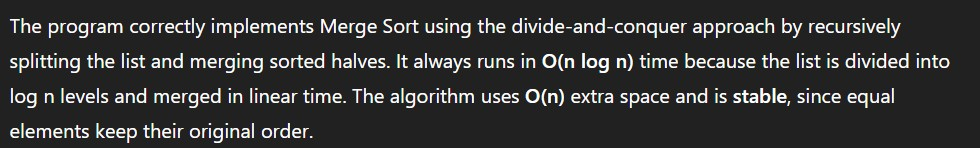 The program correctly implements Merge Sort using the divide-and-conquer approach by recursively
splitting the list and merging sorted halves. It always runs in O(n log n) time because the list is divided into
log n levels and merged in linear time. The algorithm uses O(n) extra space and is stable, since equal
elements keep their original order.